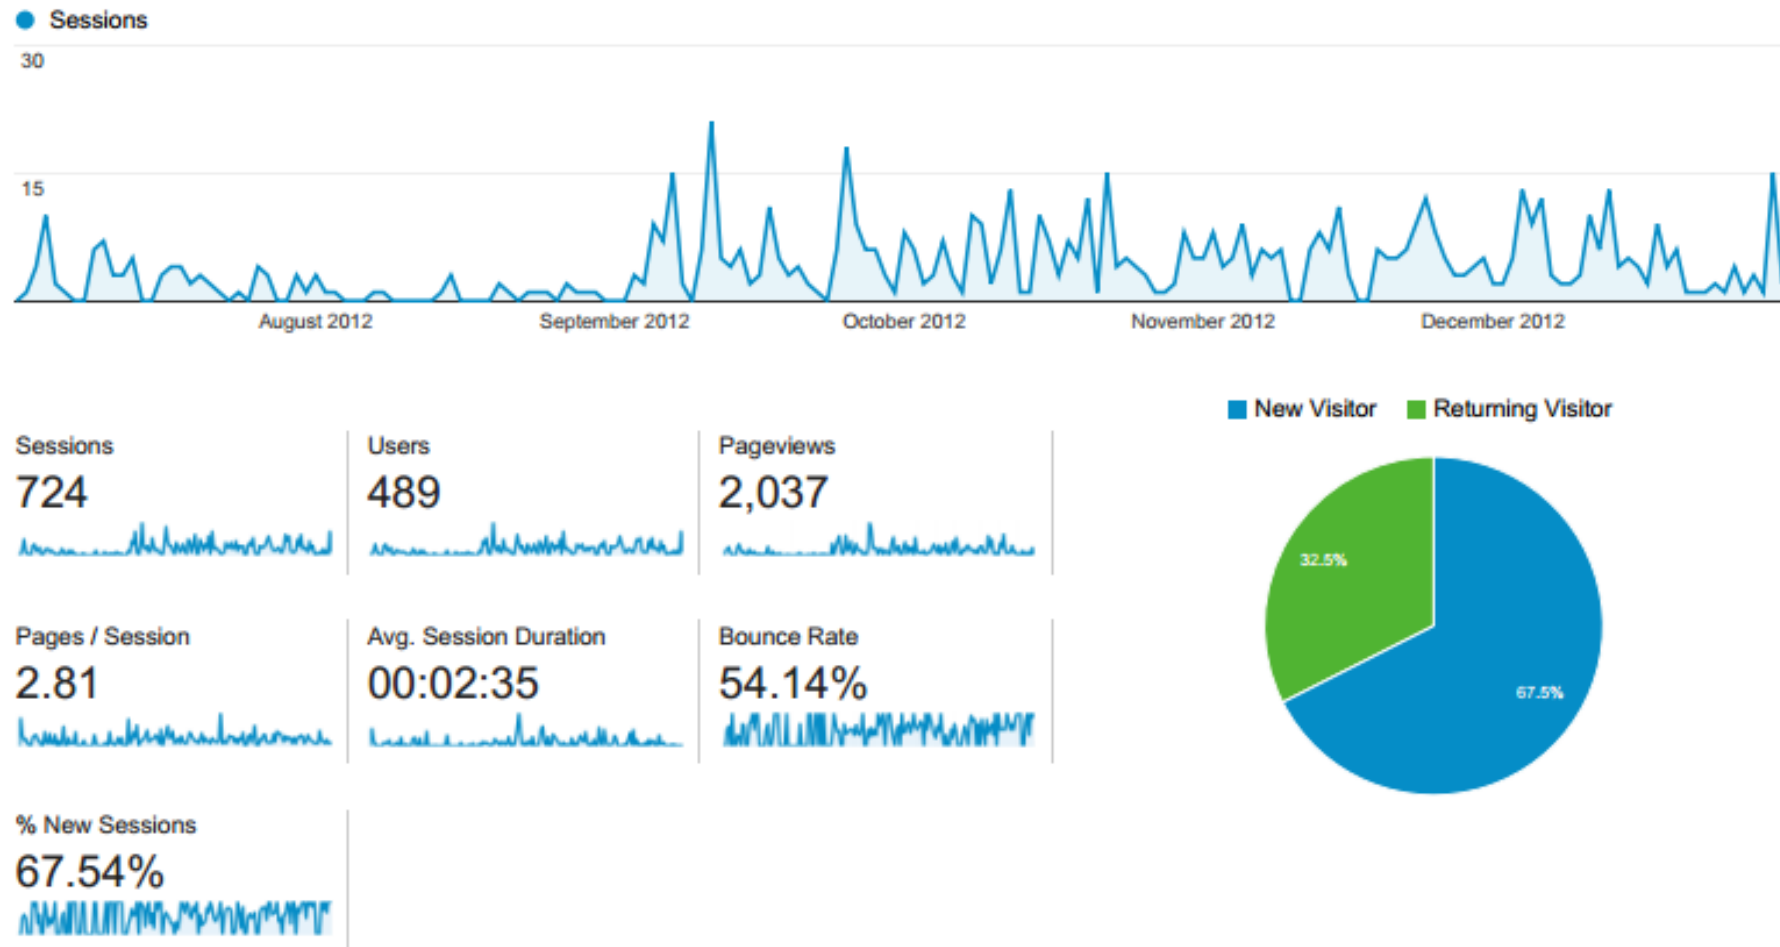 Sessions
30
15
August 2012 September 2012 October 2012 November 2012 December 2012
New Visitor Returning Visitor
Sessions Users Pageviews
724 489 2,037
32.5%
67.5%
Pages / Session Avg. Session Duration Bounce Rate
2.81 00:02:35 54.14%
% New Sessions
67.54%